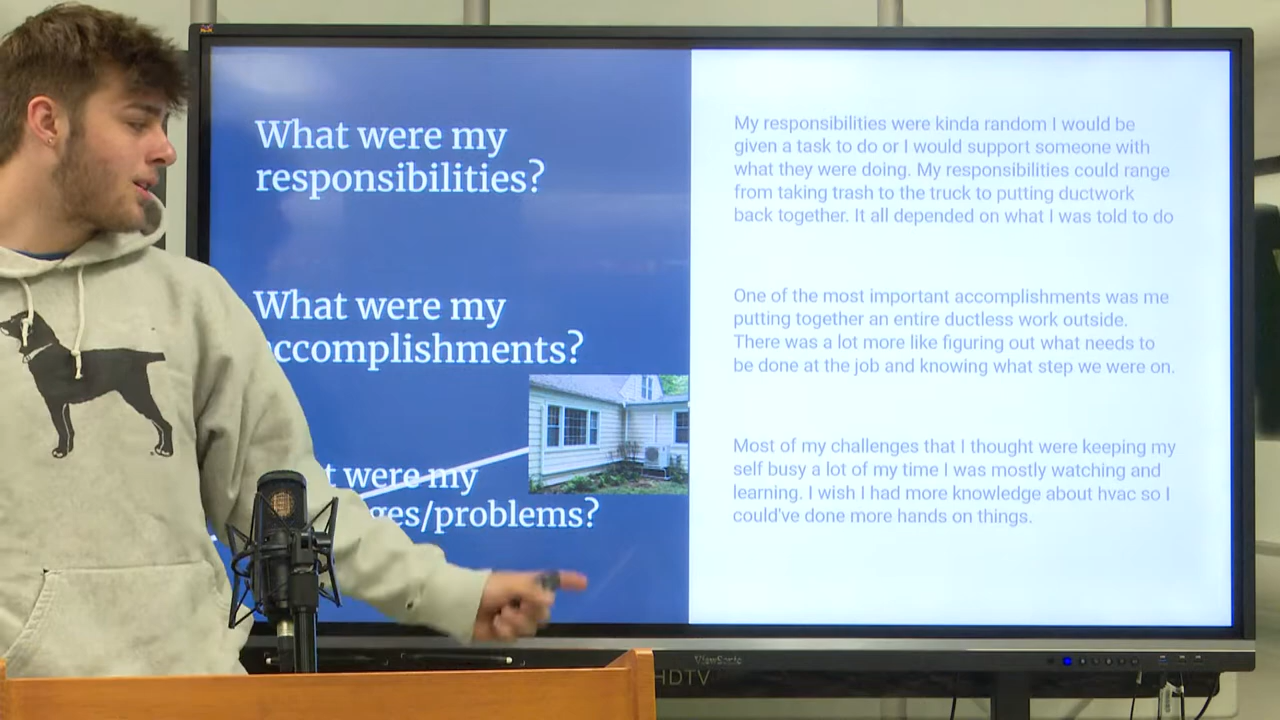 What were my
responsibilities?
My responsibilities were kinda random I would be
given a task to do or I would support someone with
what they were doing. My responsibilities could range
from taking trash to the truck to putting ductwork
back together. It all depended on what I was told to do
What were my
accomplishments?
One of the most important accomplishments was me
putting together an entire ductless work outside.
There was a lot more like figuring out what needs to
be done at the job and knowing what step we were on.
were my
ges/problems?
Most of my challenges that I thought were keeping my
self busy a lot of my time I was mostly watching and
learning. I wish I had more knowledge about hvac so I
could've done more hands on things.
ViewSonic
HDTV